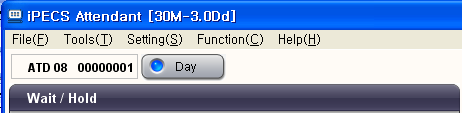 iPECS Attendant [30M-3.0Dd]
File(F) Tools(T) Setting(S) Function(C) Help(H)
ATD 08 00000001 Day
Wait / Hold